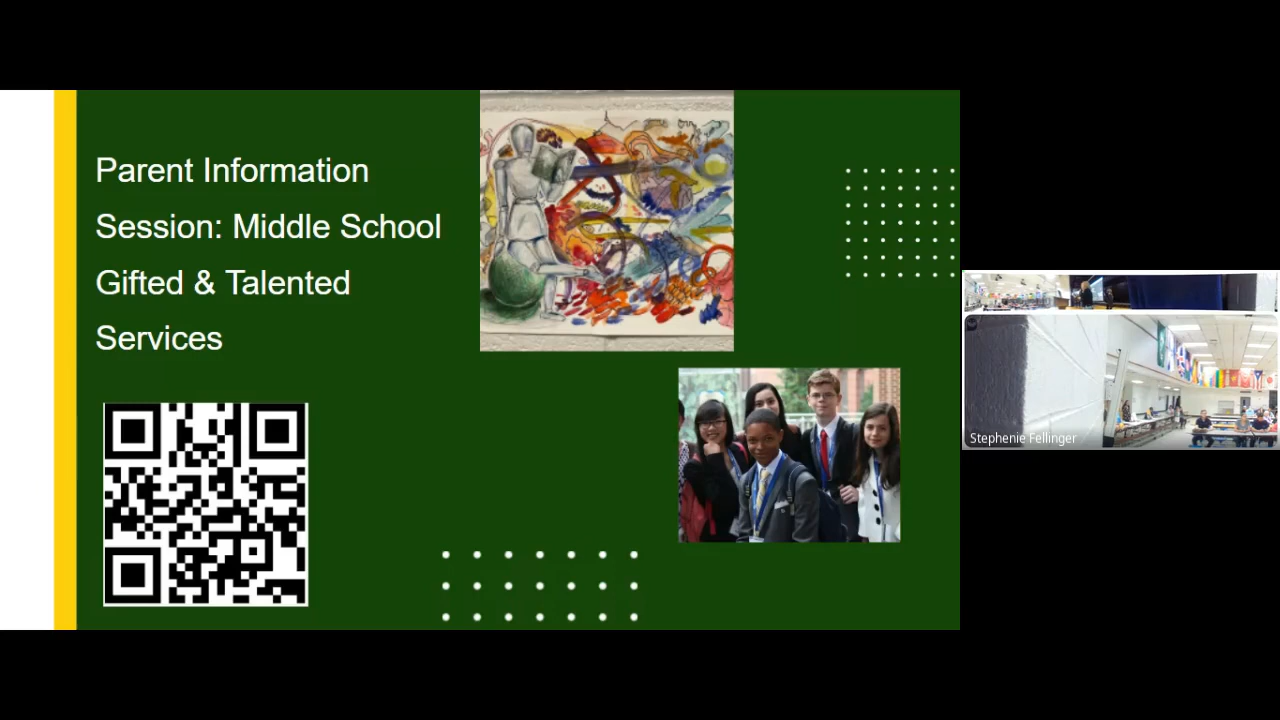 Parent Information
Session: Middle School
Gifted & Talented
Services
Stephenie Fellinger